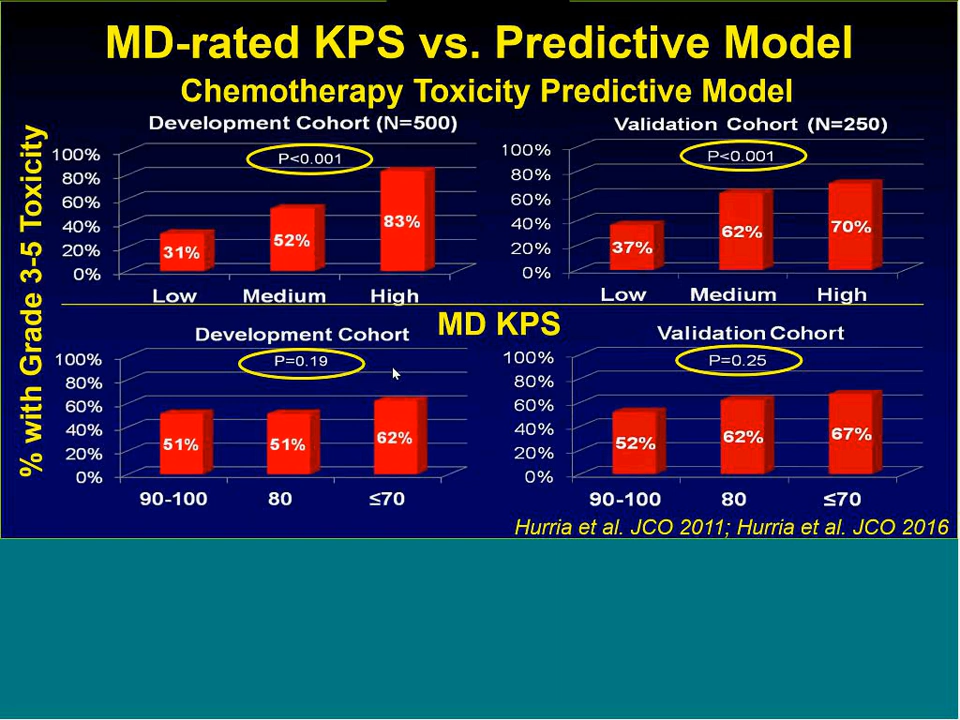 MD-rated KPS vs. Predictive Model
Chemotherapy Toxicity Predictive Model
% with Grade 3-5 Toxicity
Development Cohort (N=500)
P<0.001
100%
80%
60%
40%
20%
0%
31%
52%
83%
Low Medium High
Validation Cohort (N=250)
P<0.001
100%
80%
60%
40%
20%
0%
37%
62%
70%
Low Medium High
MD KPS
Development Cohort
P=0.19
100%
80%
60%
40%
20%
0%
51%
51%
62%
90-100 80 ≤70
Validation Cohort
P=0.25
100%
80%
60%
40%
20%
0%
52%
62%
67%
90-100 80 ≤70
Hurria et al. JCO 2011; Hurria et al. JCO 2016